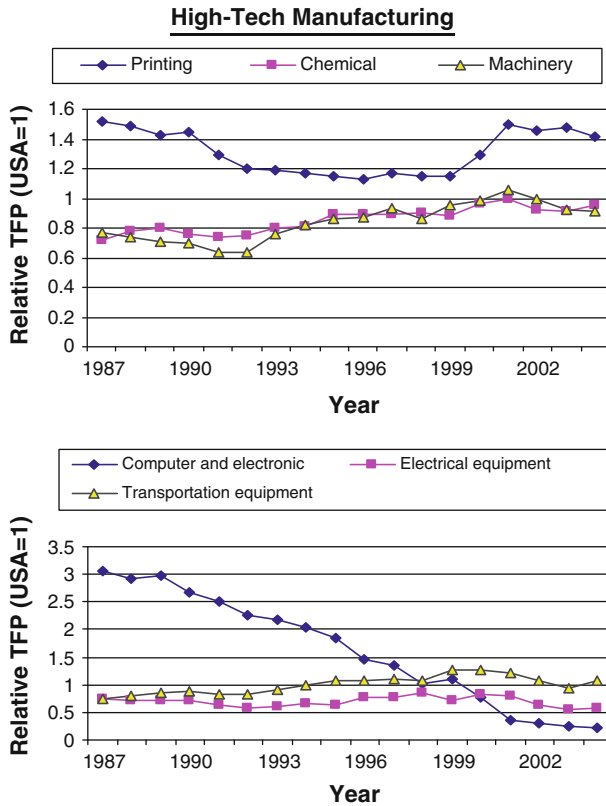 High-Tech Manufacturing
Printing Chemical Machinery
Relative TFP (USA=1)
1.6
1.4
1.2
1
0.8
0.6
0.4
0.2
0
1987 1990 1993 1996 1999 2002
Year
Computer and electronic Electrical equipment
Transportation equipment
Relative TFP (USA=1)
3.5
3
2.5
2
1.5
1
0.5
0
1987 1990 1993 1996 1999 2002
Year